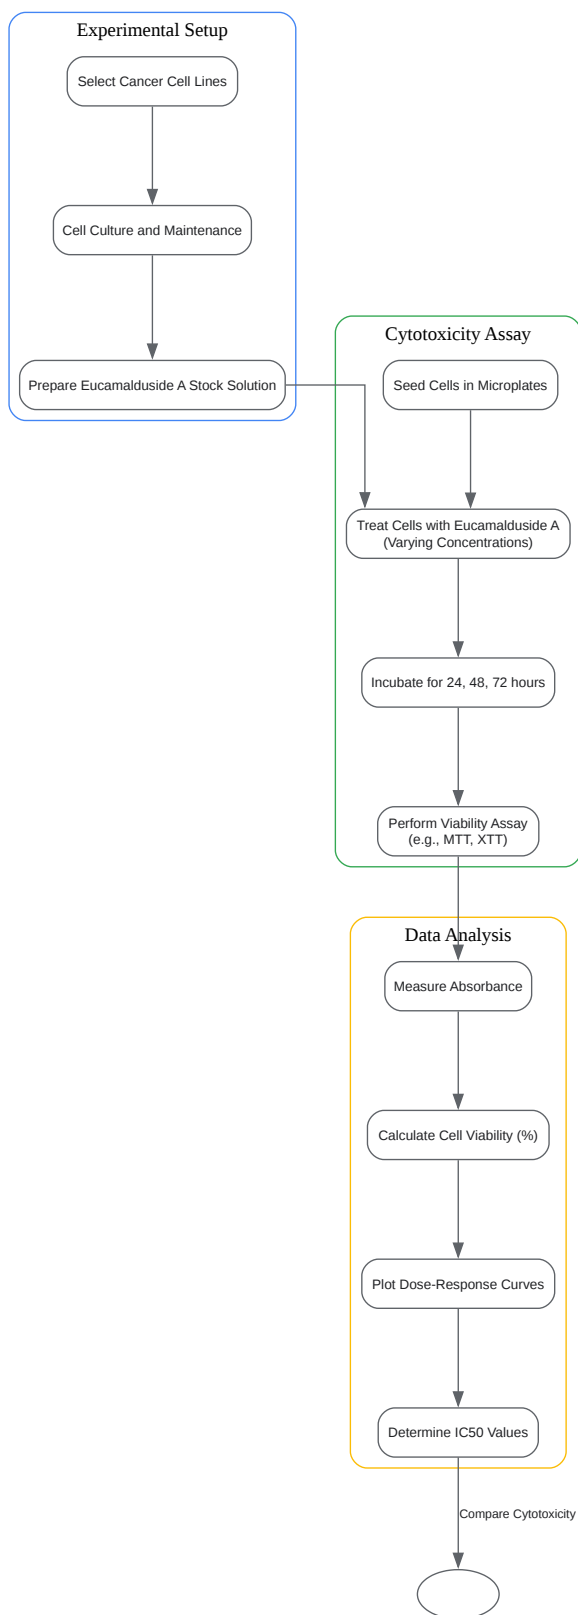 Experimental Setup
Select Cancer Cell Lines
Cell Culture and Maintenance
Prepare Eucamalduside A Stock Solution
Cytotoxicity Assay
Seed Cells in Microplates
Treat Cells with Eucamalduside A
(Varying Concentrations)
Incubate for 24, 48, 72 hours
Perform Viability Assay
(e.g., MTT, XTT)
Data Analysis
Measure Absorbance
Calculate Cell Viability (%)
Plot Dose-Response Curves
Determine IC50 Values
Compare Cytotoxicity